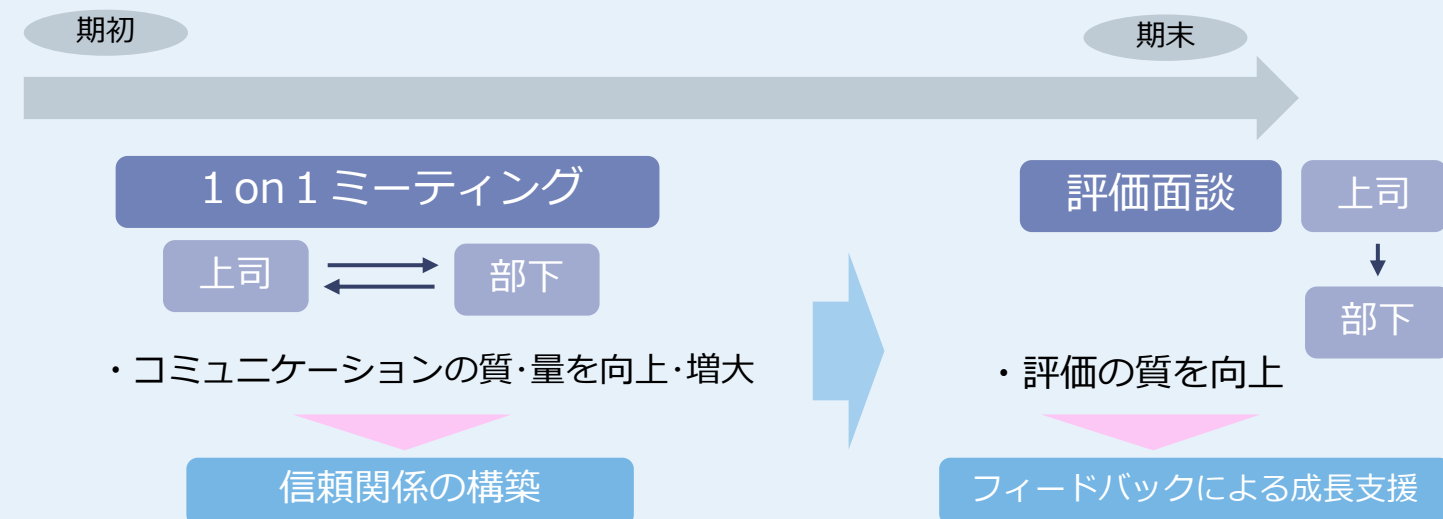 期初
期末
１on１ミーティング
上司
部下
・コミュニケーションの質･量を向上･増大
信頼関係の構築
評価面談
上司
部下
・評価の質を向上
フィードバックによる成長支援